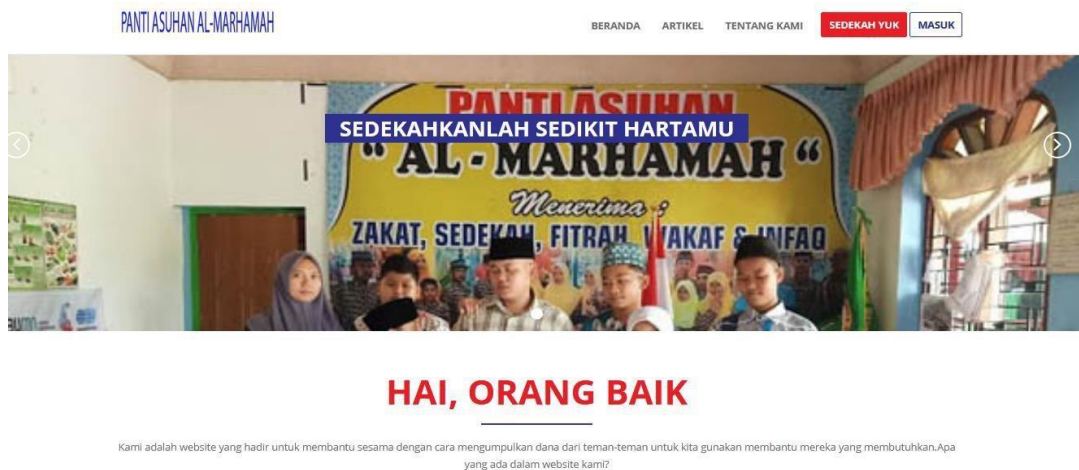 PANTI ASUHAN AL-MARHAMAH
BERANDA ARTIKEL TENTANG KAMI SEDEKAH YUK MASUK
PANTI ASUHAN
SEDEKAHKANLAH SEDIKIT HARTAMU
“ AL - MARHAMAH “
Menerima :
ZAKAT, SEDEKAH, FITRAH, WAKAF & INFAQ
HAI, ORANG BAIK
Kami adalah website yang hadir untuk membantu sesama dengan cara mengumpulkan dana dari teman-teman untuk kita gunakan membantu mereka yang membutuhkan.Apa
yang ada dalam website kami?